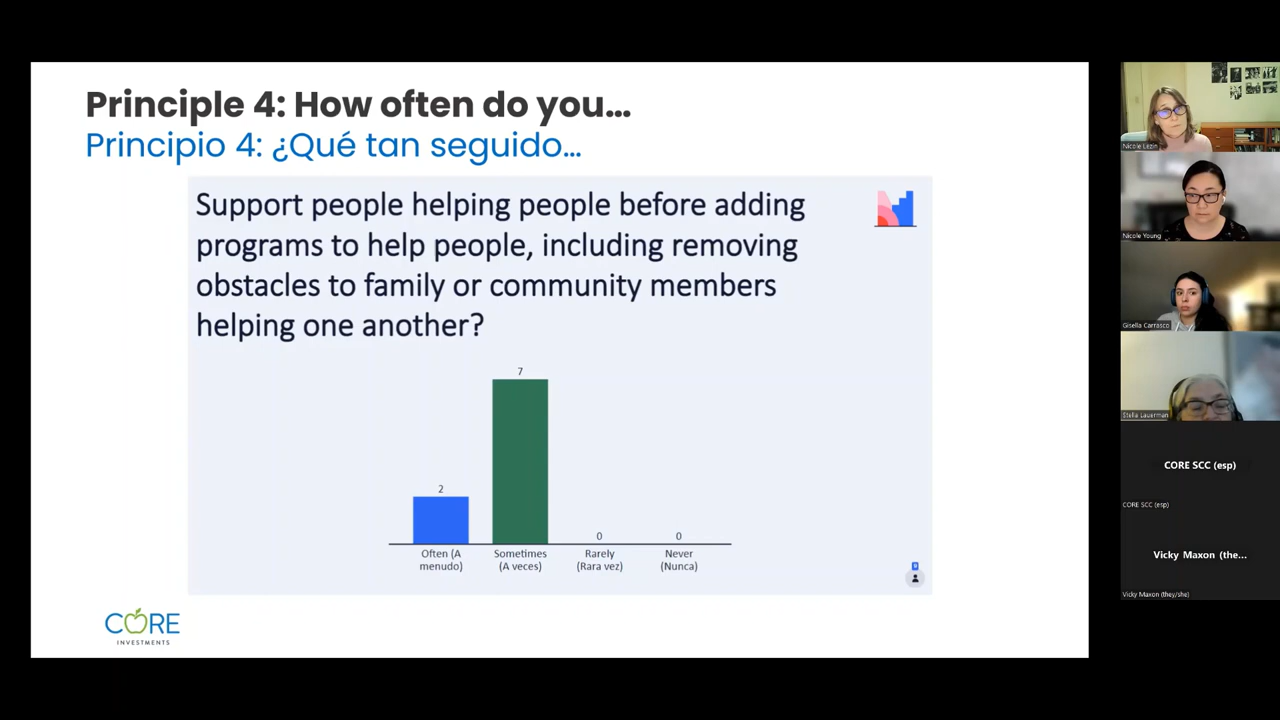 Principle 4: How often do you…
Principio 4: ¿Qué tan seguido…
Support people helping people before adding
programs to help people, including removing
obstacles to family or community members
helping one another?
2
7
0
0
Often (A
menudo)
Sometimes
(A veces)
Rarely
(Rara vez)
Never
(Nunca)
9
CORE
INVESTMENTS
Nicole Lezin
Nicole Young
Gisella Carrasco
Stella Lauerman
CORE SCC (esp)
CORE SCC (esp)
Vicky Maxon (the...
Vicky Maxon (they/she)